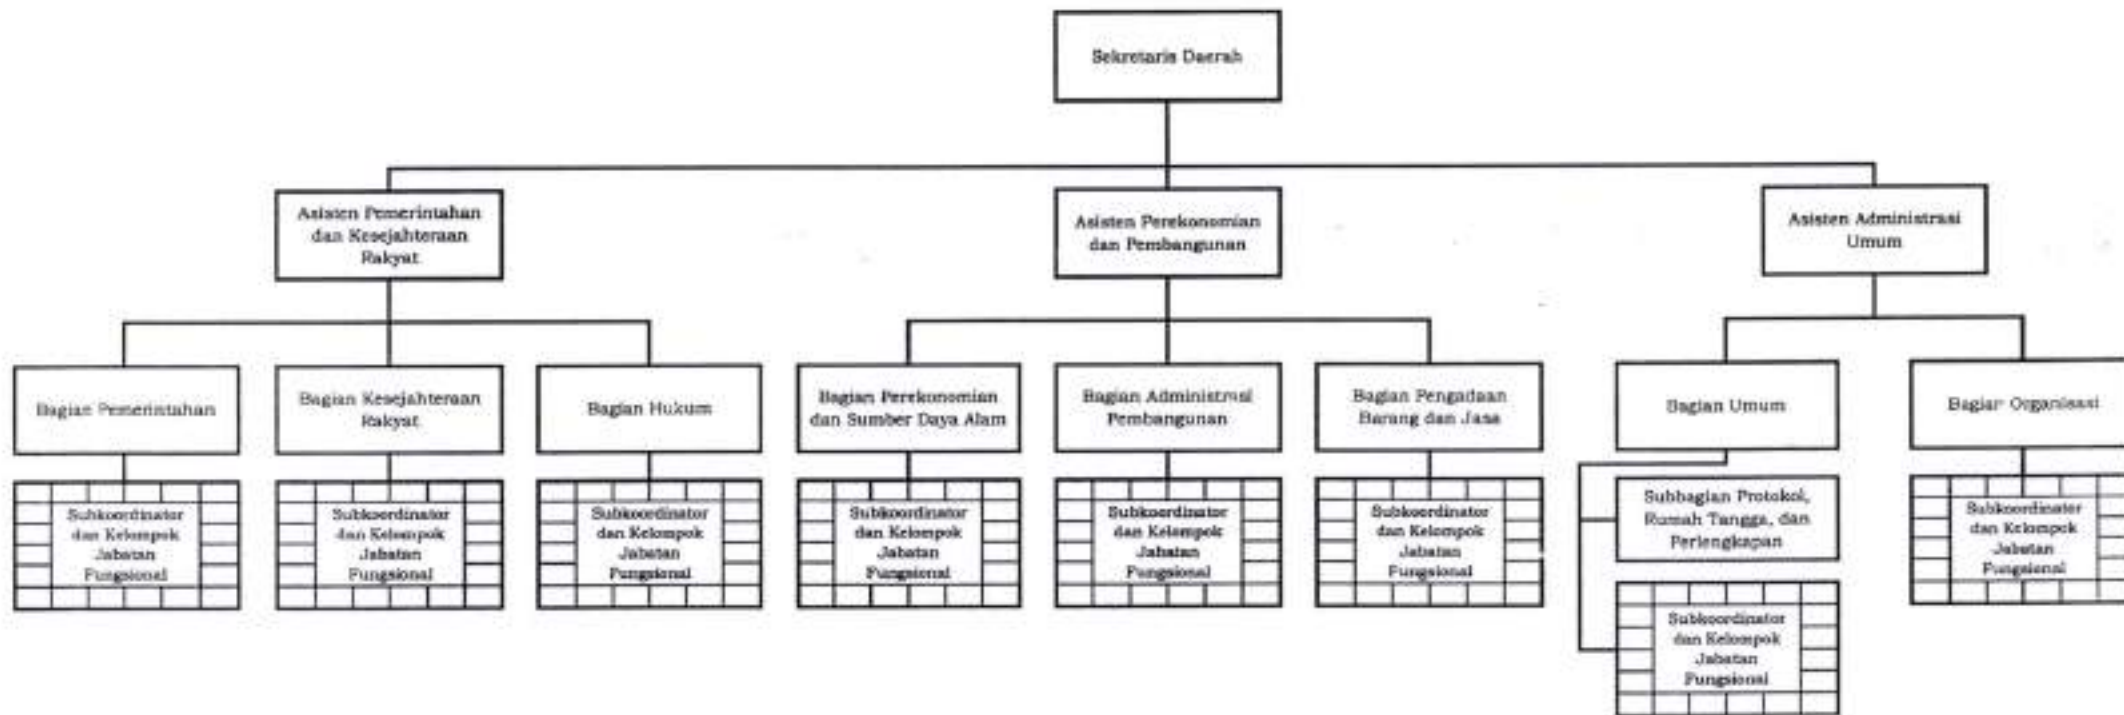 Sekretaris Daerah
Asisten Pemerintahan
dan Kesejahteraan
Rakyat
Asisten Perekonomian
dan Pembangunan
Asisten Administrasi
Umum
Bagian Pemerintahan
Bagian Kesejahteraan
Rakyat
Bagian Hukum
Bagian Perekonomian
dan Sumber Daya Alam
Bagian Administrasi
Pembangunan
Bagian Pengadaan
Barang dan Jasa
Bagian Umum
Bagian Organisasi
Subkoordinator
dan Kelompok
Jabatan
Fungsional
Subkoordinator
dan Kelompok
Jabatan
Fungsional
Subkoordinator
dan Kelompok
Jabatan
Fungsional
Subkoordinator
dan Kelompok
Jabatan
Fungsional
Subkoordinator
dan Kelompok
Jabatan
Fungsional
Subkoordinator
dan Kelompok
Jabatan
Fungsional
Subbagian Protokol,
Rumah Tangga, dan
Perlengkapan
Subkoordinator
dan Kelompok
Jabatan
Fungsional
Subkoordinator
dan Kelompok
Jabatan
Fungsional